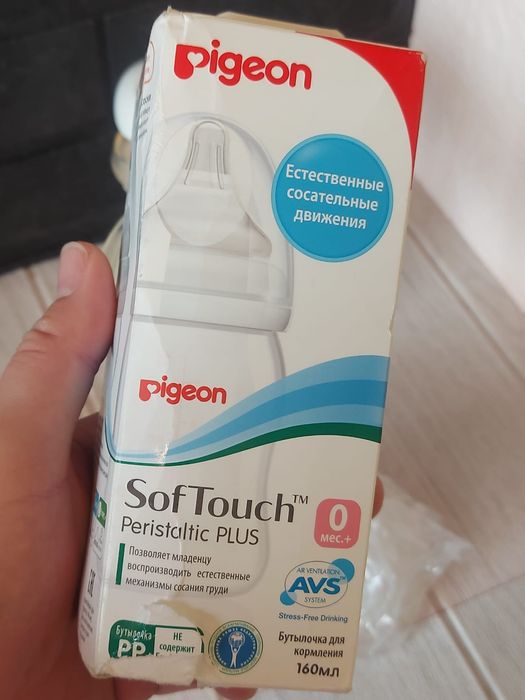 Pigeon
Естественные
сосательные
движения
Pigeon
SofTouch™
Peristaltic PLUS
0
мес.+
Позволяет младенцу
воспроизводить естественные
механизмы сосания груди
AIR VENTILATION
AVS™
SYSTEM
Stress-Free Drinking
Бутылочка
PP
НЕ
СОДЕРЖИТ
Бутылочка для
кормления
160мл